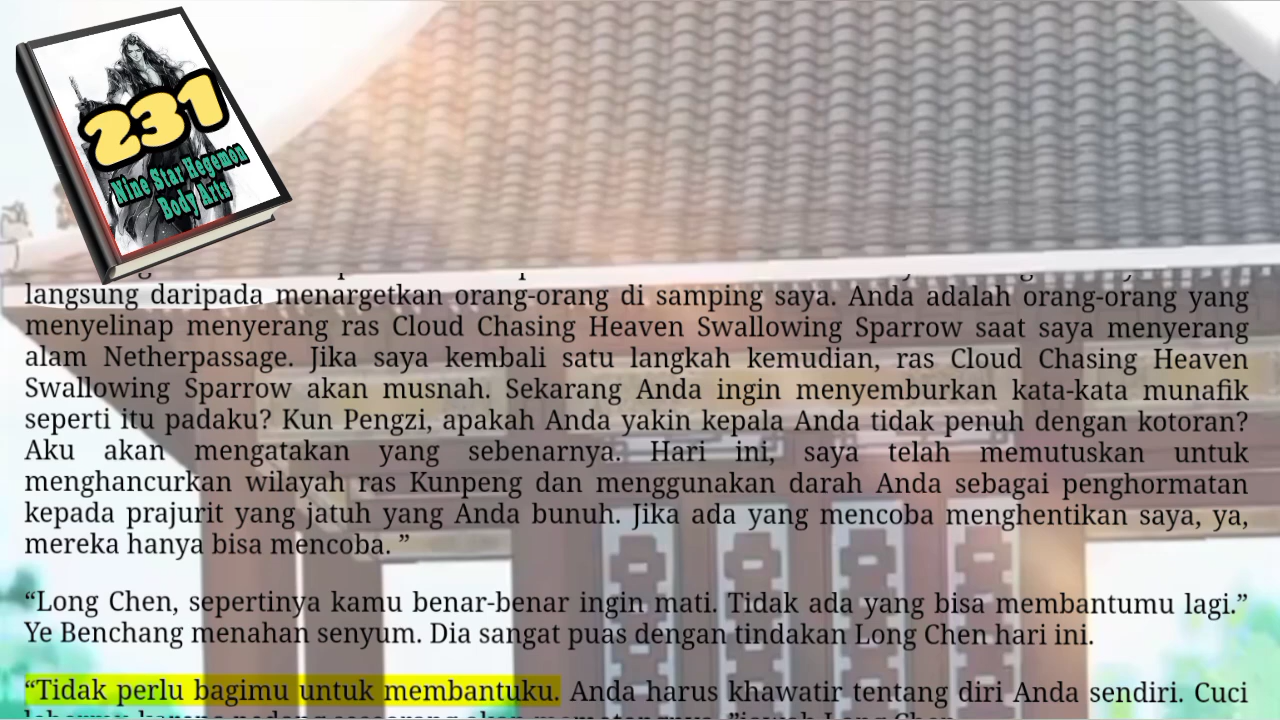 231
Nine Star Hegemon
Body Arts
langsung daripada menargetkan orang-orang di samping saya. Anda adalah orang-orang yang
menyelinap menyerang ras Cloud Chasing Heaven Swallowing Sparrow saat saya menyerang
alam Netherpassage. Jika saya kembali satu langkah kemudian, ras Cloud Chasing Heaven
Swallowing Sparrow akan musnah. Sekarang Anda ingin menyemburkan kata-kata munafik
seperti itu padaku? Kun Pengzi, apakah Anda yakin kepala Anda tidak penuh dengan kotoran?
Aku akan mengatakan yang sebenarnya. Hari ini, saya telah memutuskan untuk
menghancurkan wilayah ras Kunpeng dan menggunakan darah Anda sebagai penghormatan
kepada prajurit yang jatuh yang Anda bunuh. Jika ada yang mencoba menghentikan saya, ya,
mereka hanya bisa mencoba. ”
“Long Chen, sepertinya kamu benar-benar ingin mati. Tidak ada yang bisa membantumu lagi.”
Ye Benchang menahan senyum. Dia sangat puas dengan tindakan Long Chen hari ini.
“Tidak perlu bagimu untuk membantuku. Anda harus khawatir tentang diri Anda sendiri. Cuci